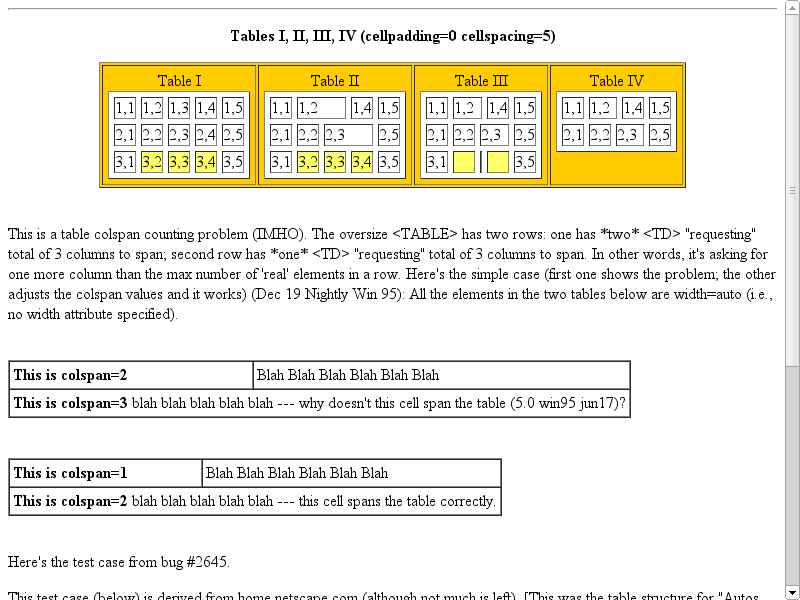 Tables I, II, III, IV (cellpadding=0 cellspacing=5)
Table I Table II Table III Table IV
1,1 1,2 1,3 1,4 1,5 1,1 1,2 1,4 1,5 1,1 1,2 1,4 1,5 1,1 1,2 1,4 1,5
2,1 2,2 2,3 2,4 2,5 2,1 2,2 2,3 2,5 2,1 2,2 2,3 2,5 2,1 2,2 2,3 2,5
3,1 3,2 3,3 3,4 3,5 3,1 3,2 3,3 3,4 3,5 3,1 3,5
This is a table colspan counting problem (IMHO). The oversize <TABLE> has two rows: one has *two* <TD> "requesting"
total of 3 columns to span; second row has *one* <TD> "requesting" total of 3 columns to span. In other words, it's asking for
one more column than the max number of 'real' elements in a row. Here's the simple case (first one shows the problem; the other
adjusts the colspan values and it works) (Dec 19 Nightly Win 95): All the elements in the two tables below are width=auto (i.e.,
no width attribute specified).
This is colspan=2 Blah Blah Blah Blah Blah Blah
This is colspan=3 blah blah blah blah blah --- why doesn't this cell span the table (5.0 win95 jun17)?
This is colspan=1 Blah Blah Blah Blah Blah Blah
This is colspan=2 blah blah blah blah blah --- this cell spans the table correctly.
Here's the test case from bug #2645.
This test case (below) is derived from home.netscape.com (although not much is left). [This was the table structure for "Autos